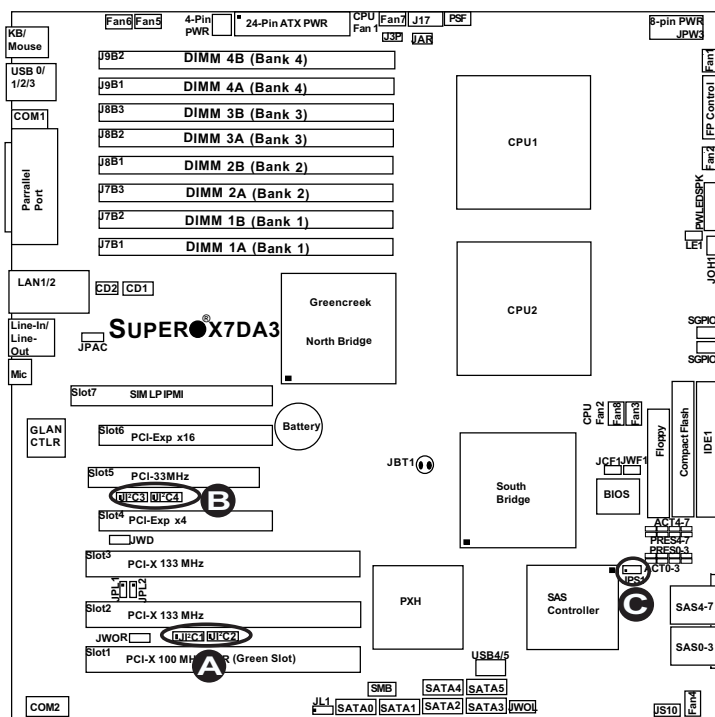 Fan6 Fan5 4-Pin PWR 24-Pin ATX PWR CPU Fan 1 Fan7 J17 PSF
J3P JAR
8-pin PWR JPW3
KB/ Mouse
USB 0/ 1/2/3
COM1
Parrallel Port
J9B2 DIMM 4B (Bank 4)
J9B1 DIMM 4A (Bank 4)
J8B3 DIMM 3B (Bank 3)
J8B2 DIMM 3A (Bank 3)
J8B1 DIMM 2B (Bank 2)
J7B3 DIMM 2A (Bank 2)
J7B2 DIMM 1B (Bank 1)
J7B1 DIMM 1A (Bank 1)
CPU1
Fan1
FP Control
Fan2
PWLEDSPK
LE1
JOH1
LAN1/2
CD2 CD1
Greencreek
North Bridge
CPU2
SUPER●®X7DA3
Line-In/ Line- Out
JPAC
Mic
SGPIO
SGPIO
Slot7 SIMLP IPMI
Slot6 PCI-Exp x16
Battery
GLAN CTLR
CPU Fan2
Fan8
Fan3
Floppy
Compact Flash
IDE1
Slot5 PCI-33MHz
JI²C3 JI²C4
B
Slot4 PCI-Exp x4
JBT1
South Bridge
JCF1 JWF1
BIOS
ACT4-7
PRES4-7
PRES0-3
ACT0-3
JWD
Slot3 PCI-X 133 MHz
JPL1
JPL2
PXH
SAS Controller
JPS1
C
Slot2 PCI-X 133 MHz
JWOR JI²C1 JI²C2
A
Slot1 PCI-X 100 MHz R (Green Slot)
SAS4-7
SAS0-3
USB4/5
COM2
SMB SATA4 SATA5
JL1 SATA0 SATA1 SATA2 SATA3 JWOL
JS10
Fan4